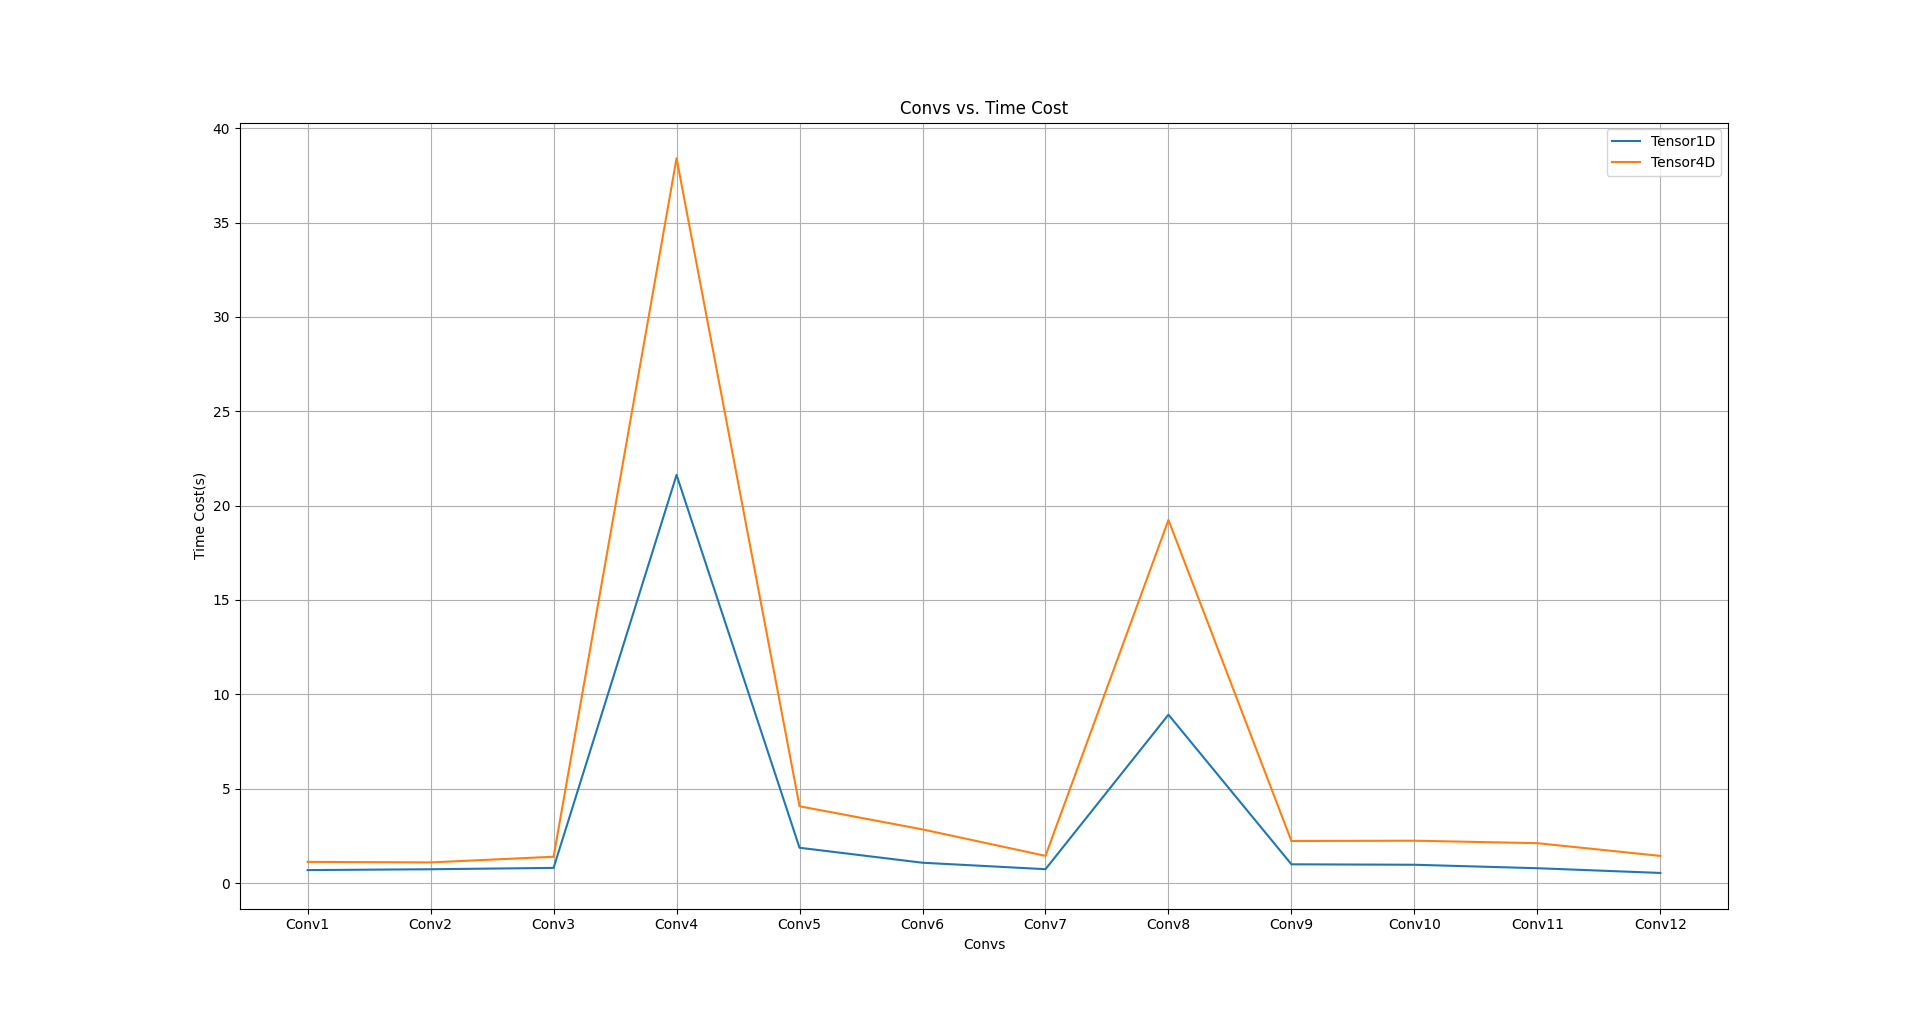 Convs vs. Time Cost
Tensor1D
Tensor4D
40
35
30
25
20
15
10
5
0
Time Cost(s)
Conv1 Conv2 Conv3 Conv4 Conv5 Conv6 Conv7 Conv8 Conv9 Conv10 Conv11 Conv12
Convs